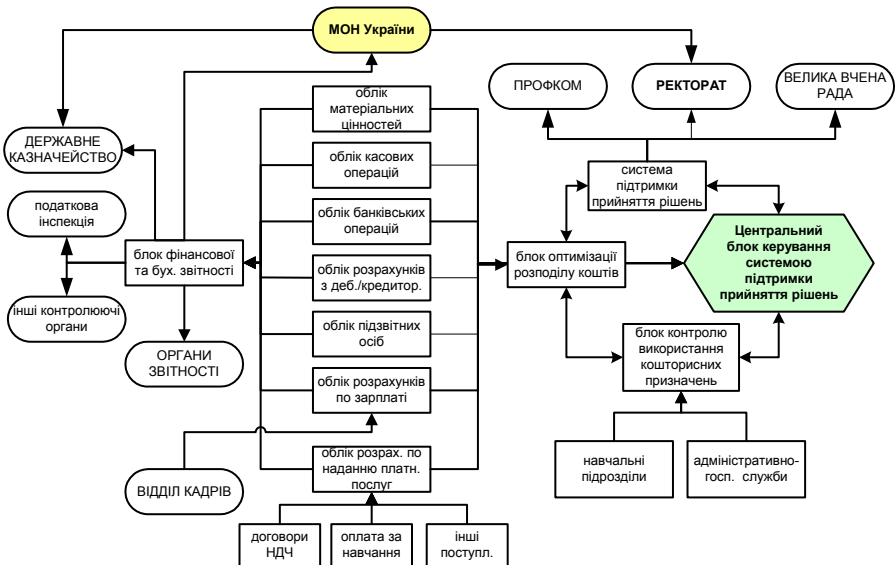 МОН України
ПРОФКОМ
РЕКТОРАТ
ВЕЛИКА ВЧЕНА
РАДА
ДЕРЖАВНЕ
КАЗНАЧЕЙСТВО
податкова
інспекція
блок фінансової
та бух. звітності
інші контролюючі
органи
ОРГАНИ
ЗВІТНОСТІ
ВІДДІЛ КАДРІВ
облік
матеріальних
цінностей
облік касових
операцій
облік банківських
операцій
облік розрахунків
з деб./кредитор.
облік підзвітних
осіб
облік розрахунків
по зарплаті
облік розрах. по
наданню платн.
послуг
договори
НДЧ
оплата за
навчання
інші
поступл.
система
підтримки
прийняття рішень
блок оптимізації
розподілу коштів
Центральний
блок керування
системою
підтримки
прийняття рішень
блок контролю
використання
кошторисних
призначень
навчальні
підрозділи
адміністративно-
госп. служби